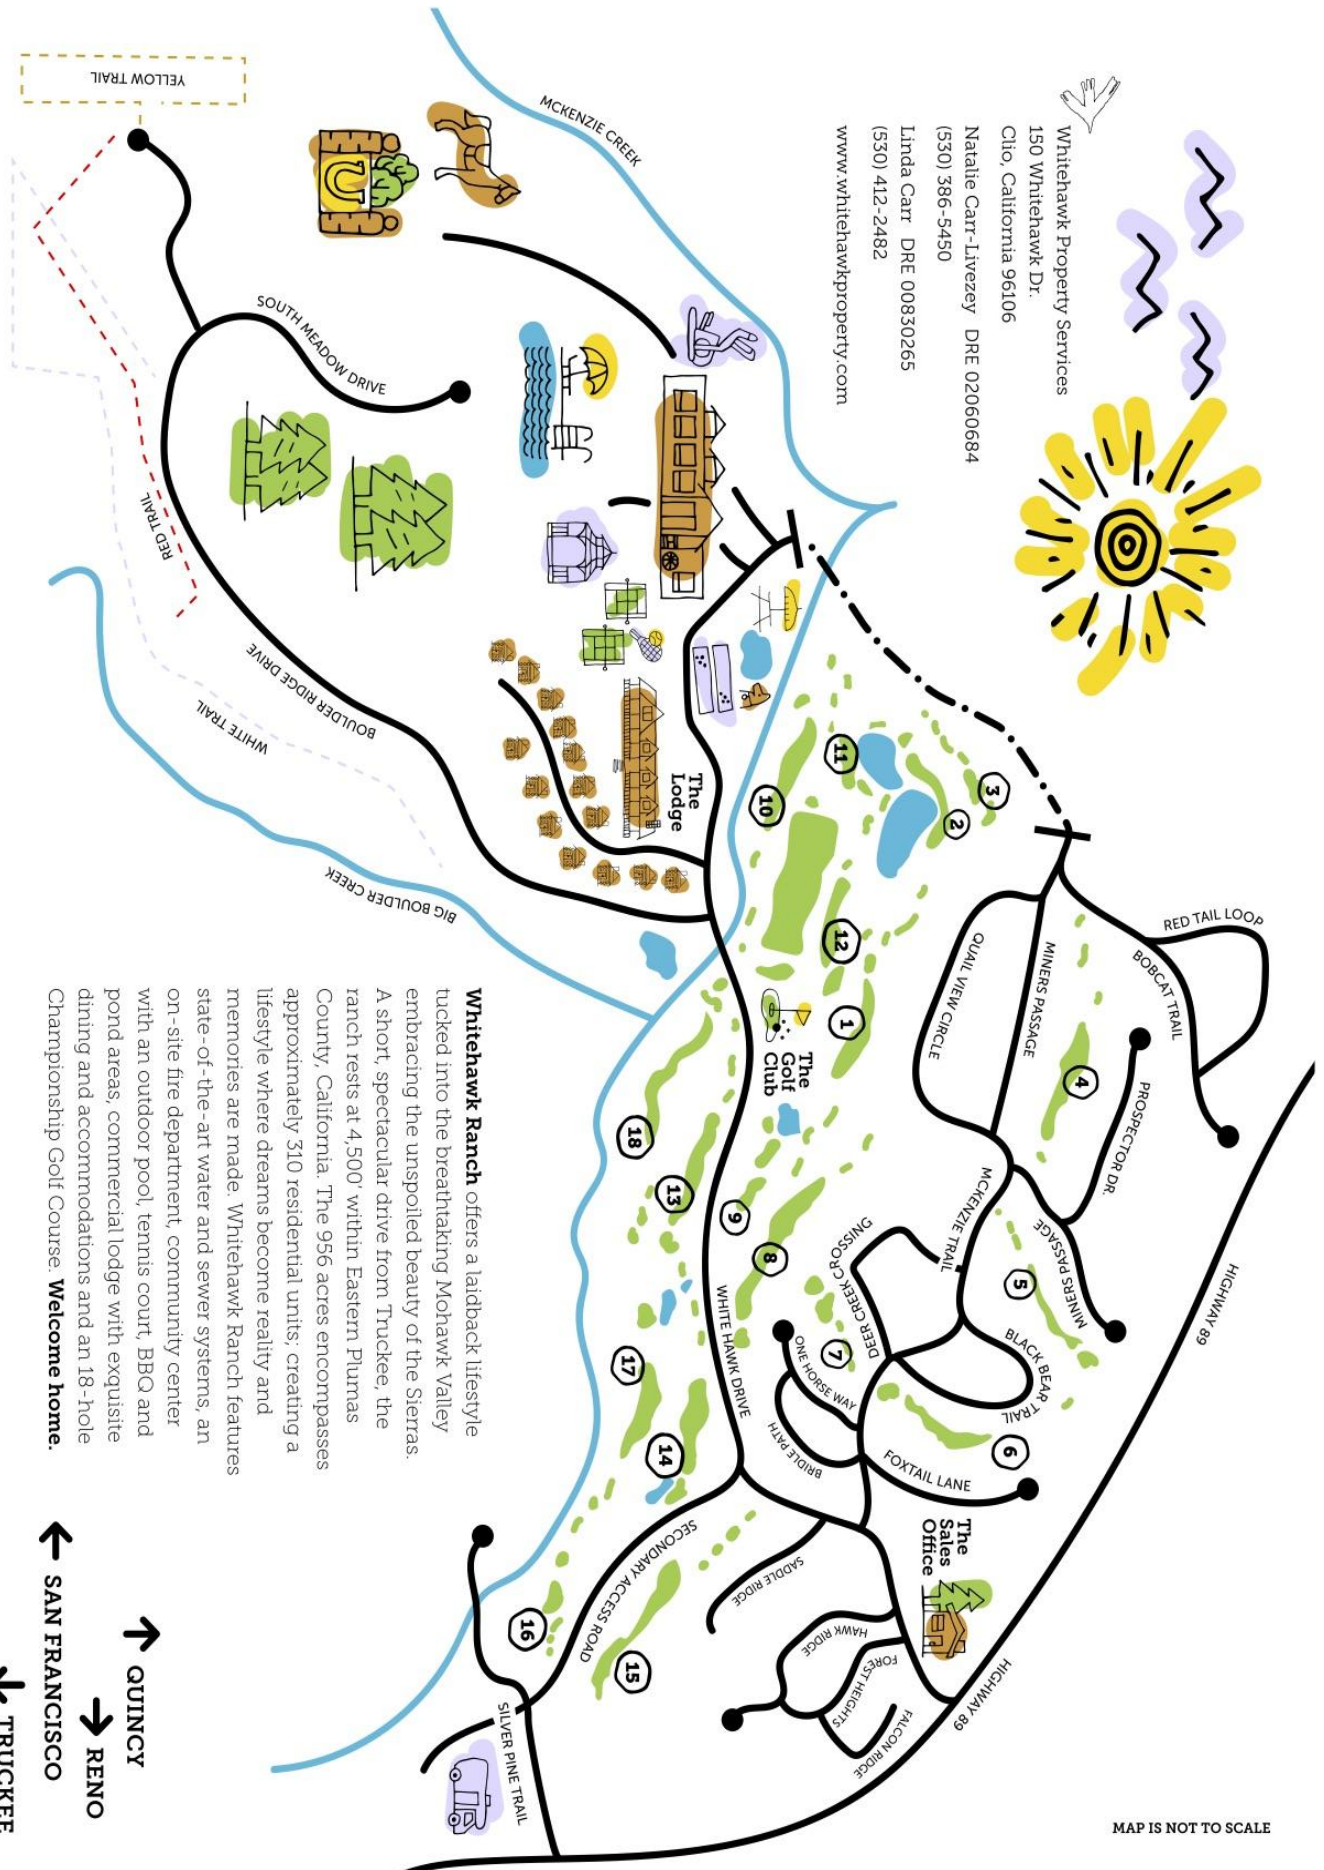 Whitehawk Property Services
150 Whitehawk Dr.
Clio, California 96106
Natalie Carr-Livezey DRE 02060684
(530) 386-5450
Linda Carr DRE 00830265
(530) 412-2482
www.whitehawkproperty.com
MCKENZIE CREEK
YELLOW TRAIL
SOUTH MEADOW DRIVE
RED TRAIL
WHITE TRAIL
BOULDER RIDGE DRIVE
BIG BOULDER CREEK
The
Lodge
11
10
3
2
12
1
The
Golf
Club
RED TAIL LOOP
BOBCAT TRAIL
MINERS PASSAGE
QUAIL VIEW CIRCLE
4
PROSPECTOR DR.
MCKENZIE TRAIL
MINERS PASSAGE
5
HIGHWAY 89
BLACK BEAR
TRAIL
DEER CREEK CROSSING
7
ONE HORSE WAY
BRIDLE PATH
6
FOXTAIL LANE
18
13
9
8
WHITE HAWK DRIVE
17
14
The
Sales
Office
SECONDARY ACCESS ROAD
SADDLE RIDGE
HAWK RIDGE
FOREST HEIGHTS
FALCON RIDGE
HIGHWAY 89
16
15
SILVER PINE TRAIL
Whitehawk Ranch offers a laidback lifestyle
tucked into the breathtaking Mohawk Valley
embracing the unspoiled beauty of the Sierras.
A short, spectacular drive from Truckee, the
ranch rests at 4,500' within Eastern Plumas
County, California. The 956 acres encompasses
approximately 310 residential units; creating a
lifestyle where dreams become reality and
memories are made. Whitehawk Ranch features
state-of-the-art water and sewer systems, an
on-site fire department, community center
with an outdoor pool, tennis court, BBQ and
pond areas, commercial lodge with exquisite
dining and accommodations and an 18-hole
Championship Golf Course. Welcome home.
↑ QUINCY
→ RENO
← SAN FRANCISCO
↓ TRUCKEE
MAP IS NOT TO SCALE